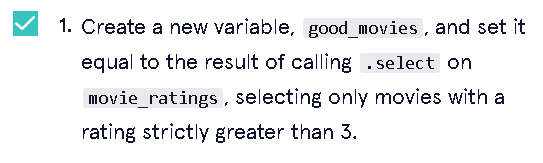 1. Create a new variable, good_movies, and set it
equal to the result of calling .select on
movie_ratings, selecting only movies with a
rating strictly greater than 3.